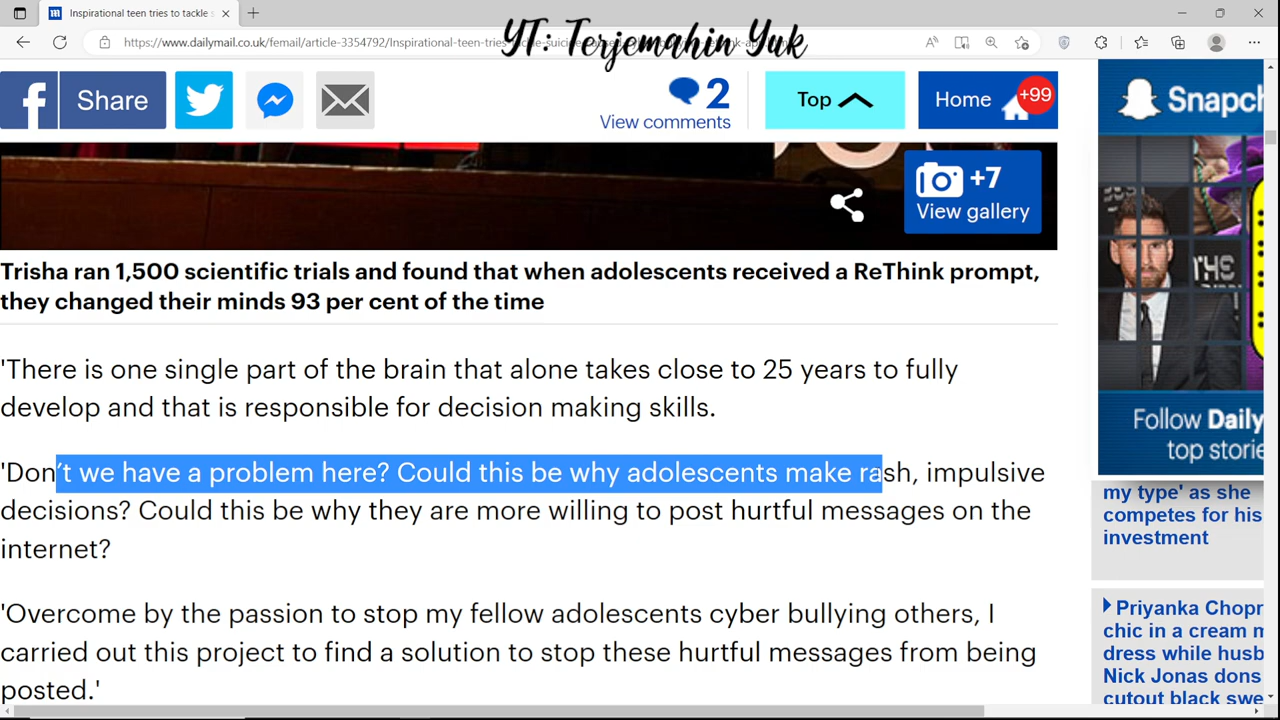 Inspirational teen tries to tackle s
YT: Terjemahin Yuk
https://www.dailymail.co.uk/femail/article-3354792/Inspirational-teen-tries-
f Share
2
View comments
Top
Home
+99
Snapch
+7
View gallery
THE
Trisha ran 1,500 scientific trials and found that when adolescents received a ReThink prompt,
they changed their minds 93 per cent of the time
'There is one single part of the brain that alone takes close to 25 years to fully
develop and that is responsible for decision making skills.
'Don't we have a problem here? Could this be why adolescents make rash, impulsive
decisions? Could this be why they are more willing to post hurtful messages on the
internet?
'Overcome by the passion to stop my fellow adolescents cyber bullying others, I
carried out this project to find a solution to stop these hurtful messages from being
posted.'
Follow Daily
top storie
my type' as she
competes for his
investment
Priyanka Chopr
chic in a cream m
dress while husb
Nick Jonas dons
cutout black swe